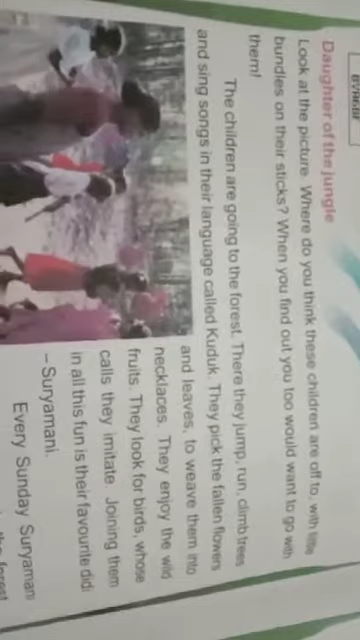 Daughter of the jungle
Look at the picture. Where do you think these children are off to, with little
bundles on their sticks? When you find out you too would want to go with
them!
The children are going to the forest. There they jump, run, climb trees
and sing songs in their language called Kuduk. They pick the fallen flowers
and leaves, to weave them into
necklaces. They enjoy the wild
fruits. They look for birds, whose
calls they imitate. Joining them
in all this fun is their favourite didi
– Suryamani.
Every Sunday Suryamani
forest